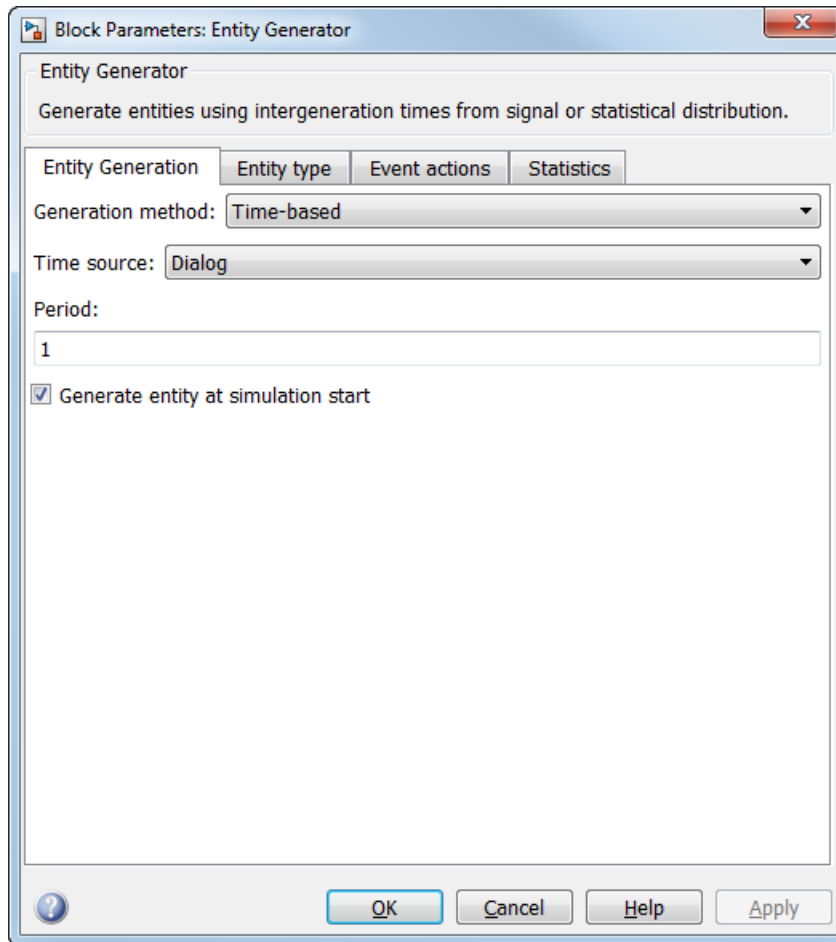 Block Parameters: Entity Generator
Entity Generator
Generate entities using intergeneration times from signal or statistical distribution.
Entity Generation Entity type Event actions Statistics
Generation method: Time-based
Time source: Dialog
Period:
1
Generate entity at simulation start
? OK Cancel Help Apply